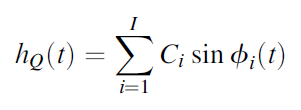 h_Q(t) = \sum_{i=1}^{I} C_i \sin \phi_i(t)